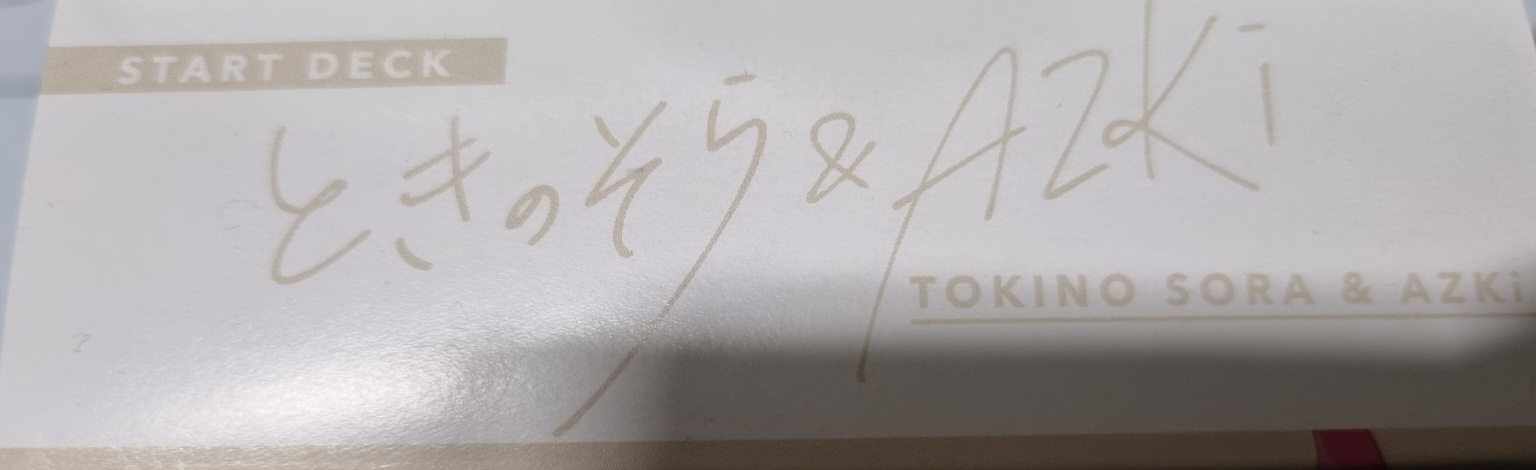 START DECK
ときのそら&AZKi
TOKINO SORA & AZKi